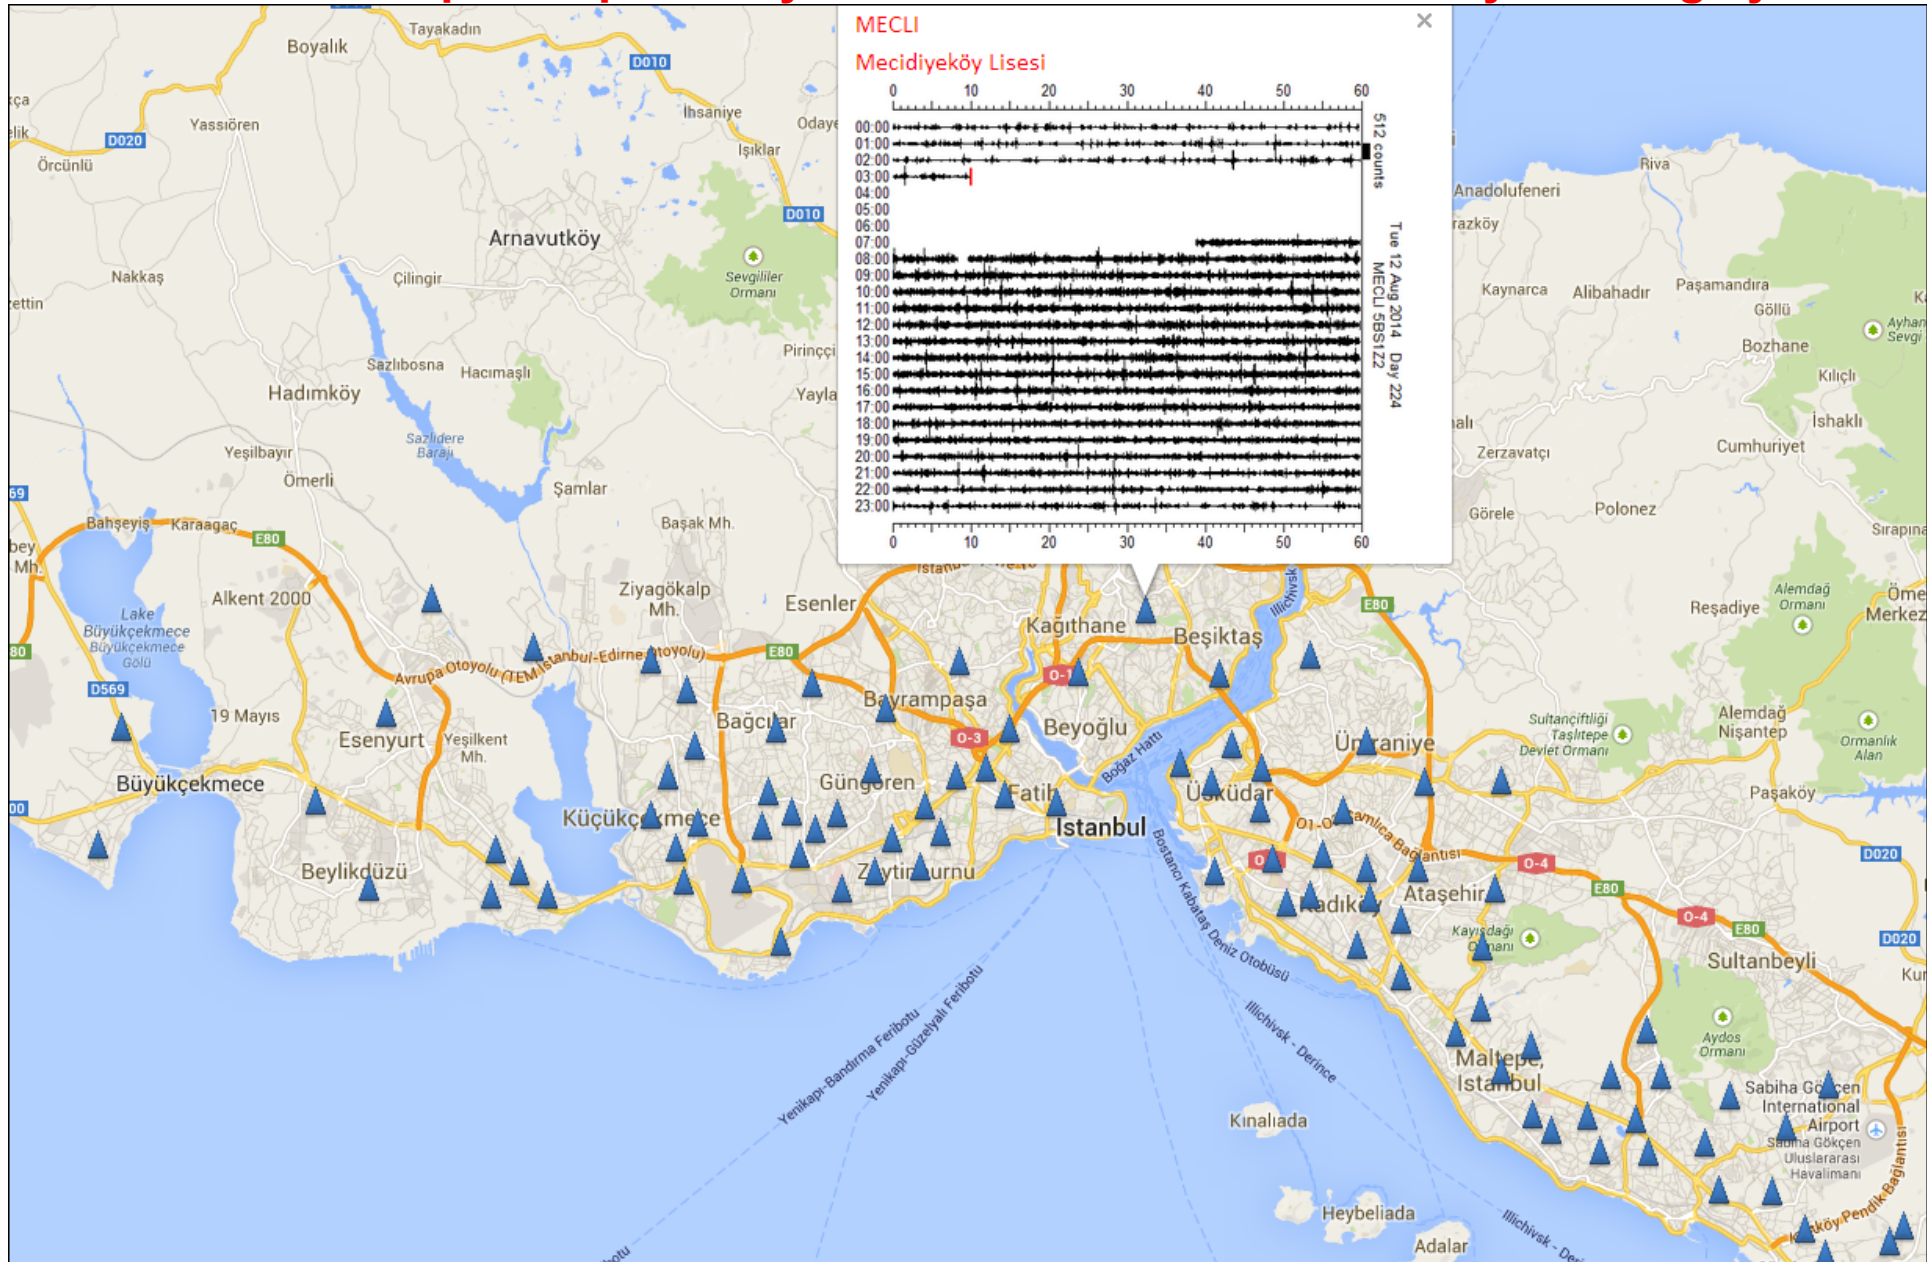 MECLI
Mecidiyeköy Lisesi
0 10 20 30 40 50 60
00:00
01:00
02:00
03:00
04:00
05:00
06:00
07:00
08:00
09:00
10:00
11:00
12:00
13:00
14:00
15:00
16:00
17:00
18:00
19:00
20:00
21:00
22:00
23:00
0 10 20 30 40 50 60
512 counts
Tue 12 Aug 2014 Day 224
MECLI 5BS1Z2
Tayakadın
Boyalık
D010
İhsaniye
Yassıören
D020
Işıklar
Örcünlü
Riva
Anadolufeneri
D010
Arnavutköy
Sevgililer
Ormanı
Nakkaş
Çilingir
Kaynarca
Alibahadır
Paşamandıra
Göllü
Bozhane
Pirinççi
Sazlıbosna
Hacımaşlı
Hadımköy
Kılıçlı
İshaklı
Sazlıdere
Barajı
Yeşilbayır
Cumhuriyet
Zerzavatçı
Ömerli
Şamlar
Polonez
Görele
Bahşeyiş
Karaagaç
E80
Başak Mh.
Alkent 2000
Ziyagökalp
Mh.
Esenler
Kağıthane
Beşiktaş
E80
Reşadiye
Alemdağ
Ormanı
Lake
Büyükçekmece
Büyükçekmece
Gölü
E80
Avrupa Otoyolu (TEM Istanbul-Edirne Otoyolu)
D569
19 Mayıs
Esenyurt
Yeşilkent
Mh.
Bağcılar
Bayrampaşa
O-3
Beyoğlu
Boğaz Hattı
Ümraniye
Sultançiftliği
Taşlıtepe
Devlet Ormanı
Alemdağ
Nişantep
Ormanlık
Alan
Büyükçekmece
Güngören
Fatih
Üsküdar
Paşaköy
Küçükçekmece
Istanbul
D020
Beylikdüzü
Zeytinburnu
O-4
E80
Kadıköy
Ataşehir
O-4
E80
D020
Kayışdağı
Ormanı
Sultanbeyli
Bostancı Kabataş Deniz Otobüsü
Yenikapı-Bandırma Feribotu
Yenikapı-Güzelyalı Feribotu
Illichivsk - Derince
Aydos
Ormanı
Maltepe,
Istanbul
Sabiha Gökçen
International
Airport
Sabiha Gökçen
Uluslararası
Havalimanı
Kınalıada
Heybeliada
Adalar